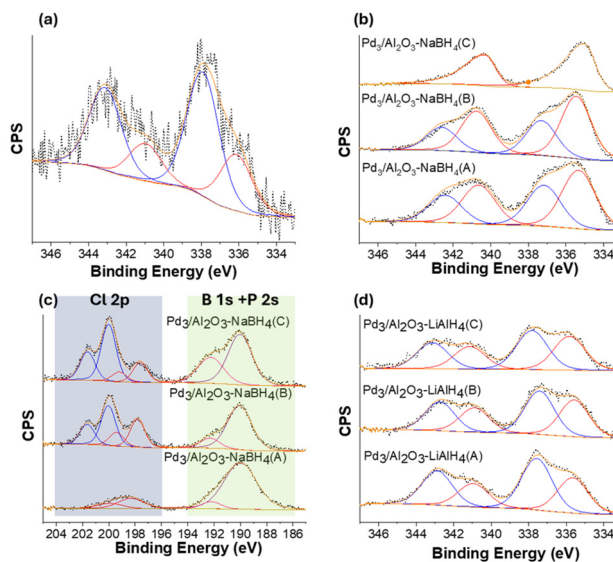 (a)
CPS
346 344 342 340 338 336 334
Binding Energy (eV)
(b)
Pd₃/Al₂O₃-NaBH₄(C)
Pd₃/Al₂O₃-NaBH₄(B)
Pd₃/Al₂O₃-NaBH₄(A)
CPS
346 344 342 340 338 336 334
Binding Energy (eV)
(c) Cl 2p B 1s +P 2s
Pd₃/Al₂O₃-NaBH₄(C)
Pd₃/Al₂O₃-NaBH₄(B)
Pd₃/Al₂O₃-NaBH₄(A)
CPS
204 202 200 198 196 194 192 190 188 186
Binding Energy (eV)
(d)
Pd₃/Al₂O₃-LiAlH₄(C)
Pd₃/Al₂O₃-LiAlH₄(B)
Pd₃/Al₂O₃-LiAlH₄(A)
CPS
346 344 342 340 338 336 334
Binding Energy (eV)